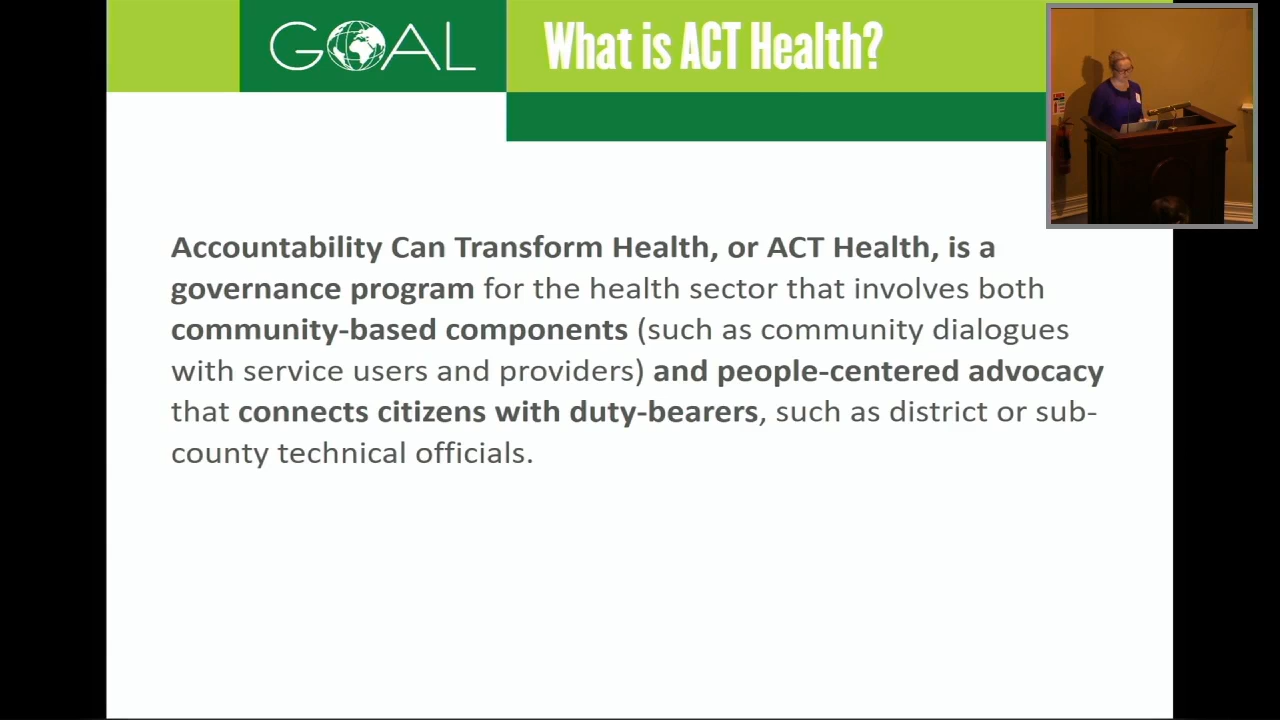 GOAL
What is ACT Health?
Accountability Can Transform Health, or ACT Health, is a
governance program for the health sector that involves both
community-based components (such as community dialogues
with service users and providers) and people-centered advocacy
that connects citizens with duty-bearers, such as district or sub-
county technical officials.